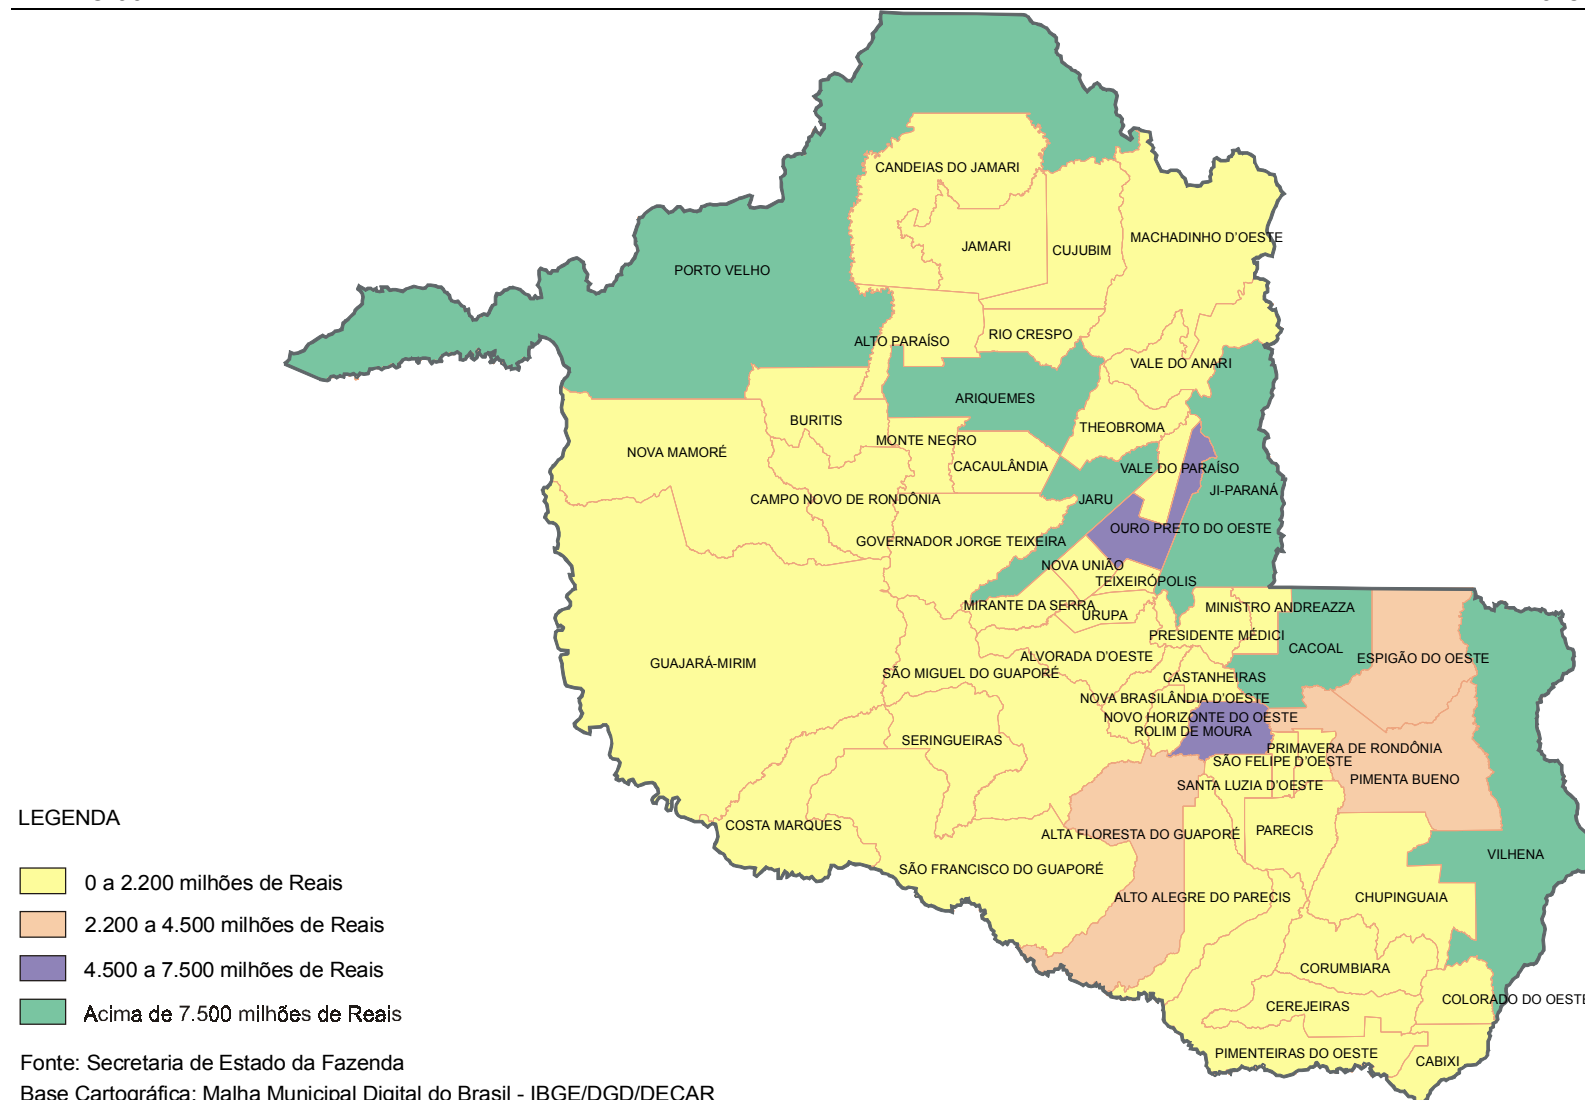 CANDEIAS DO JAMARI
MACHADINHO D'OESTE
JAMARI
CUJUBIM
PORTO VELHO
RIO CRESPO
ALTO PARAÍSO
VALE DO ANARI
ARIQUEMES
BURITIS
THEOBROMA
MONTE NEGRO
NOVA MAMORÉ
CACAULÂNDIA
VALE DO PARAÍSO
JI-PARANÁ
CAMPO NOVO DE RONDÔNIA
JARU
OURO PRETO DO OESTE
GOVERNADOR JORGE TEIXEIRA
NOVA UNIÃO
TEIXEIRÓPOLIS
MIRANTE DA SERRA
MINISTRO ANDREAZZA
URUPA
PRESIDENTE MÉDICI
CACOAL
ALVORADA D'OESTE
ESPIGÃO DO OESTE
GUAJARÁ-MIRIM
SÃO MIGUEL DO GUAPORÉ
CASTANHEIRAS
NOVA BRASILÂNDIA D'OESTE
NOVO HORIZONTE DO OESTE
ROLIM DE MOURA
SERINGUEIRAS
PRIMAVERA DE RONDÔNIA
SÃO FELIPE D'OESTE
PIMENTA BUENO
SANTA LUZIA D'OESTE
COSTA MARQUES
ALTA FLORESTA DO GUAPORÉ
PARECIS
VILHENA
SÃO FRANCISCO DO GUAPORÉ
ALTO ALEGRE DO PARECIS
CHUPINGUAIA
CORUMBIARA
COLORADO DO OESTE
CEREJEIRAS
PIMENTEIRAS DO OESTE
CABIXI
LEGENDA
0 a 2.200 milhões de Reais
2.200 a 4.500 milhões de Reais
4.500 a 7.500 milhões de Reais
Acima de 7.500 milhões de Reais
Fonte: Secretaria de Estado da Fazenda
Base Cartográfica: Malha Municipal Digital do Brasil - IBGE/DGD/DECAR